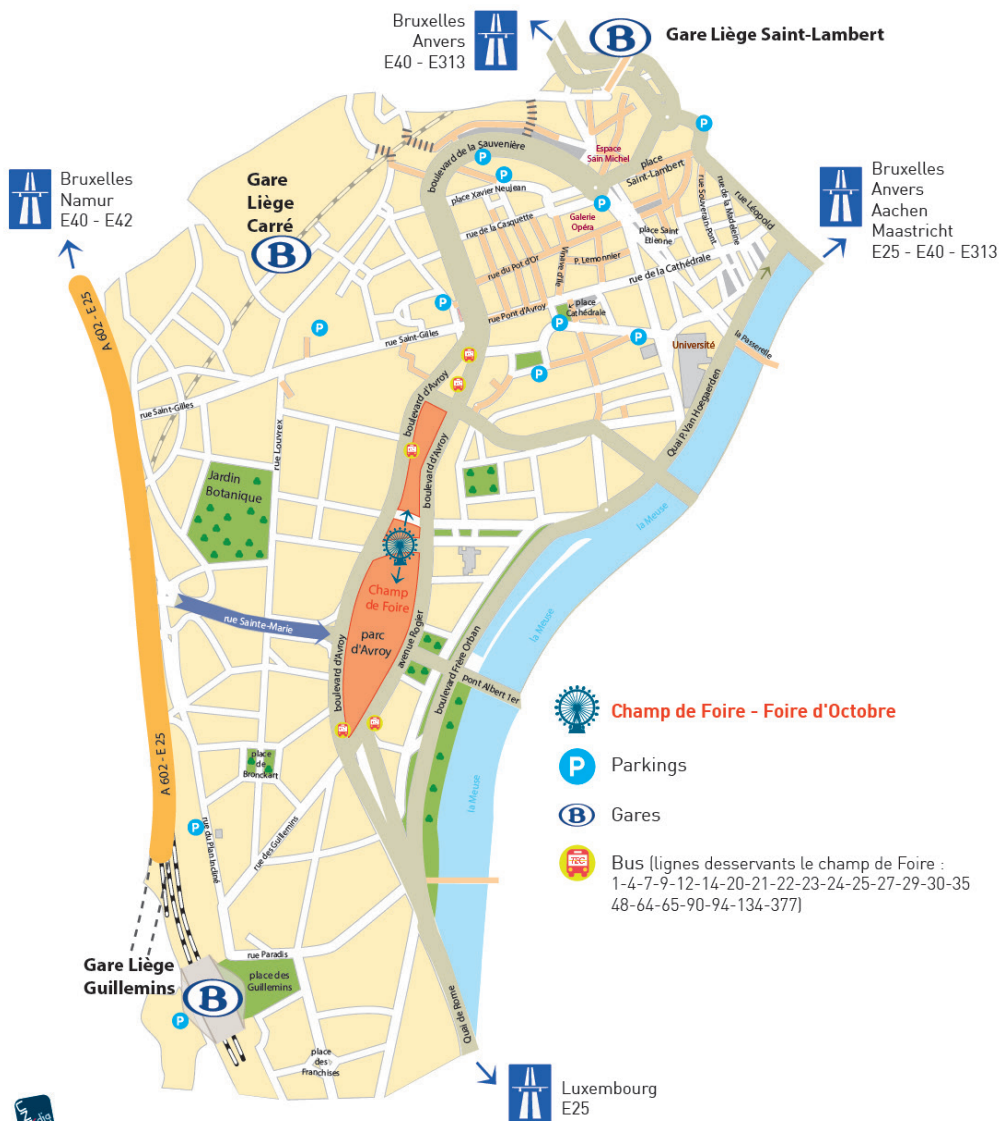 Bruxelles
Anvers
E40 - E313
B
Gare Liège Saint-Lambert
Bruxelles
Namur
E40 - E42
Gare
Liège
Carré
B
Bruxelles
Anvers
Aachen
Maastricht
E25 - E40 - E313
boulevard de la Sauvenière
P
P
P
P
Espace
Sain Michel
place
Saint-Lambert
place Xavier Neujean
rue de la Casquette
Galerie
Opéra
place Saint
Etienne
rue Souverain-Pont
rue de la Madeleine
rue Léopold
rue du Pot d'Or
Vinâve d'Ile
P. Lemonnier
rue de la Cathédrale
place
Cathédrale
rue Pont d'Avroy
P
P
P
P
P
rue Saint-Gilles
Université
la Passerelle
A 602 - E 25
rue Saint-Gilles
boulevard d'Avroy
Quai P. Van Hoegaerden
rue Louvrex
boulevard d'Avroy
Jardin
Botanique
la Meuse
Champ
de Foire
rue Sainte-Marie
parc
d'Avroy
la Meuse
boulevard d'Avroy
avenue Rogier
boulevard Frère Orban
pont Albert 1er
Champ de Foire - Foire d'Octobre
P
Parkings
B
Gares
TEC
Bus (lignes desservants le champ de Foire :
1-4-7-9-12-14-20-21-22-23-24-25-27-29-30-35
48-64-65-90-94-134-377)
A 602 - E 25
place
de
Bronckart
la Meuse
P
rue du Plan Incliné
rue des Guillemins
rue Paradis
Gare Liège
Guillemins
B
place des
Guillemins
P
Quai de Rome
place
des
Franchises
Luxembourg
E25